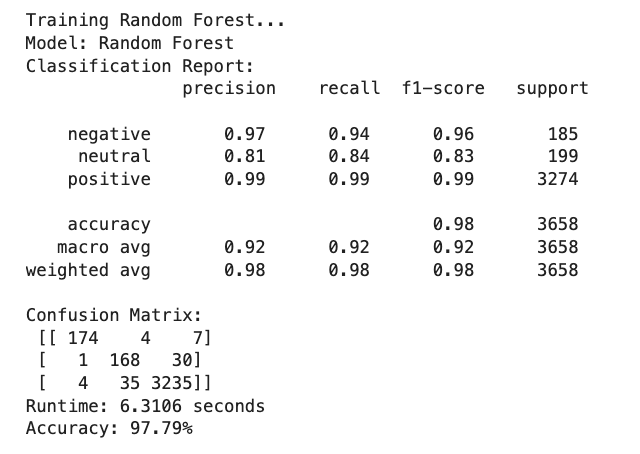 Training Random Forest...
Model: Random Forest
Classification Report:
precision recall f1-score support
negative 0.97 0.94 0.96 185
neutral 0.81 0.84 0.83 199
positive 0.99 0.99 0.99 3274
accuracy 0.98 3658
macro avg 0.92 0.92 0.92 3658
weighted avg 0.98 0.98 0.98 3658
Confusion Matrix:
[[ 174 4 7]
[ 1 168 30]
[ 4 35 3235]]
Runtime: 6.3106 seconds
Accuracy: 97.79%